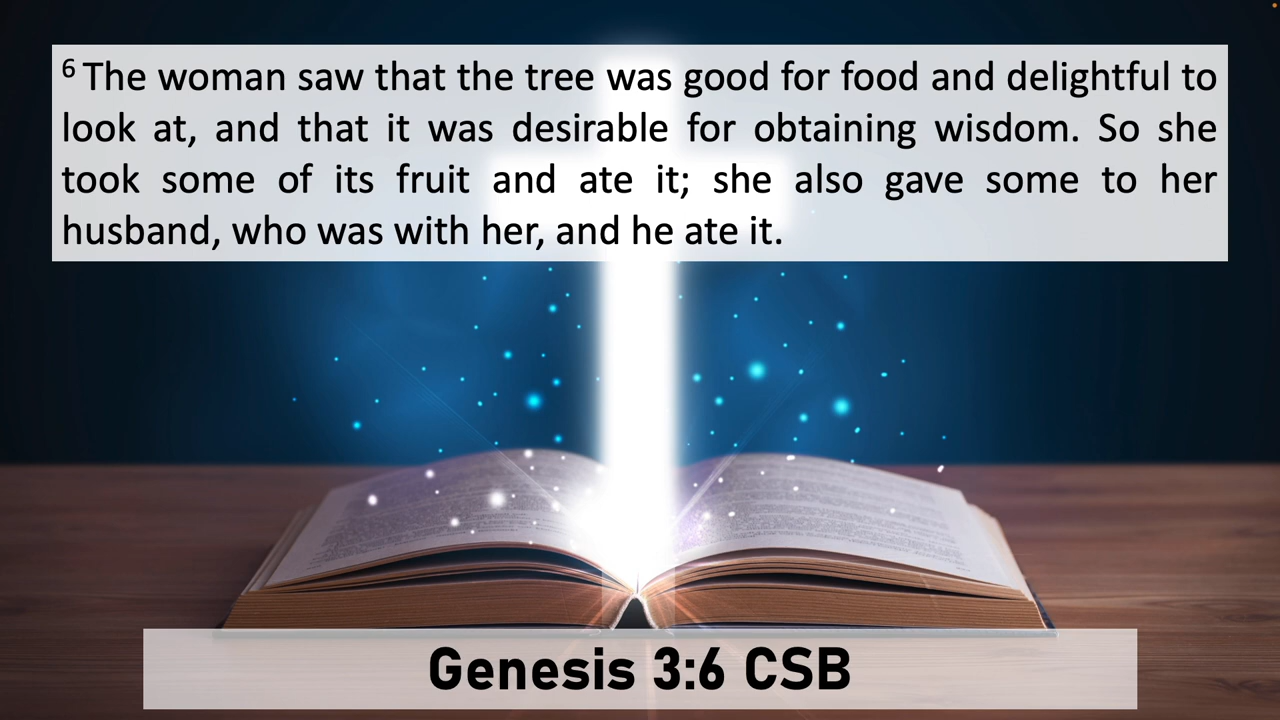 6 The woman saw that the tree was good for food and delightful to
look at, and that it was desirable for obtaining wisdom. So she
took some of its fruit and ate it; she also gave some to her
husband, who was with her, and he ate it.
Genesis 3:6 CSB